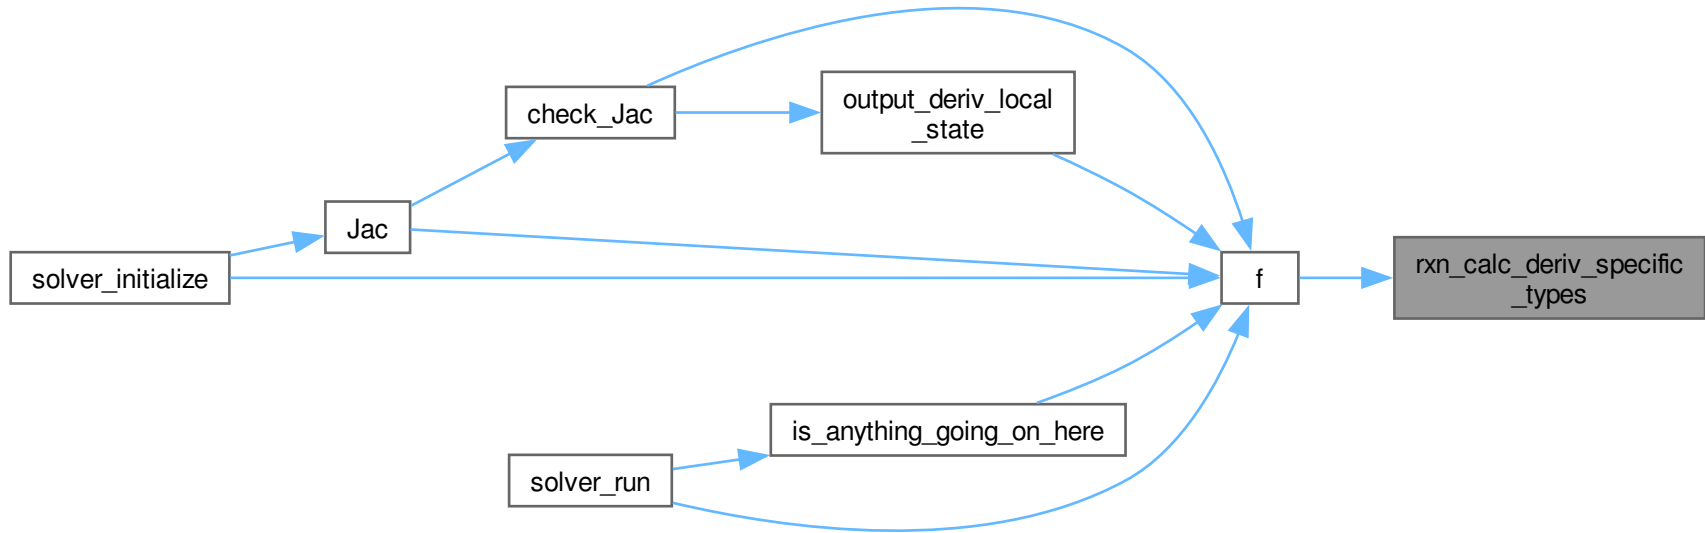 check_Jac
output_deriv_local
_state
Jac
solver_initialize
f
rxn_calc_deriv_specific
_types
is_anything_going_on_here
solver_run